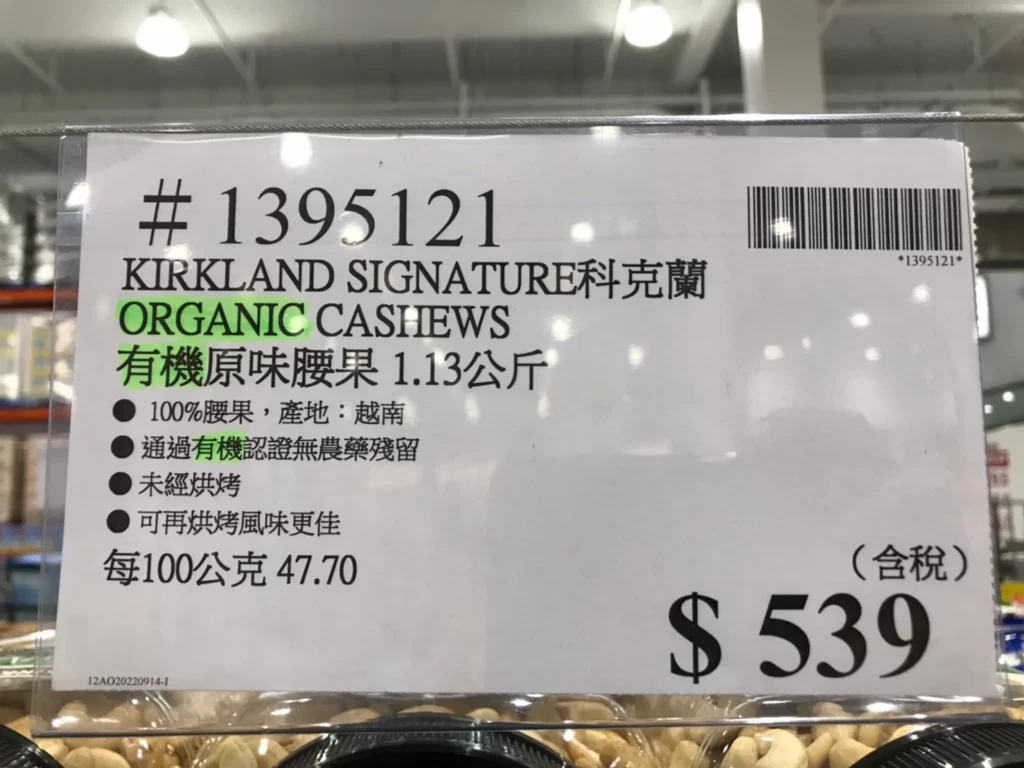 # 1395121
*1395121*
KIRKLAND SIGNATURE科克蘭
ORGANIC CASHEWS
有機原味腰果 1.13公斤
● 100%腰果，產地：越南
● 通過有機認證無農藥殘留
● 未經烘烤
● 可再烘烤風味更佳
每100公克 47.70
（含稅）
$ 539
12AO20220914-1